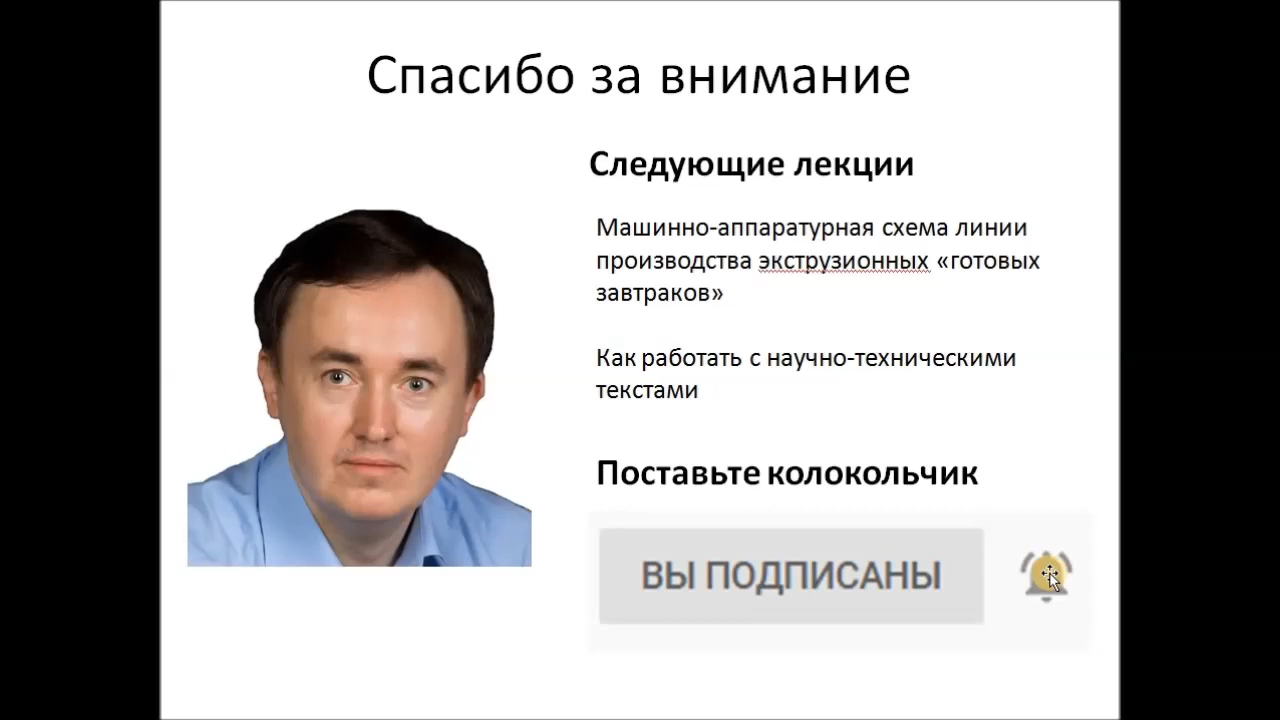 Спасибо за внимание
Следующие лекции
Машинно-аппаратурная схема линии
производства экструзионных «готовых
завтраков»
Как работать с научно-техническими
текстами
Поставьте колокольчик
ВЫ ПОДПИСАНЫ